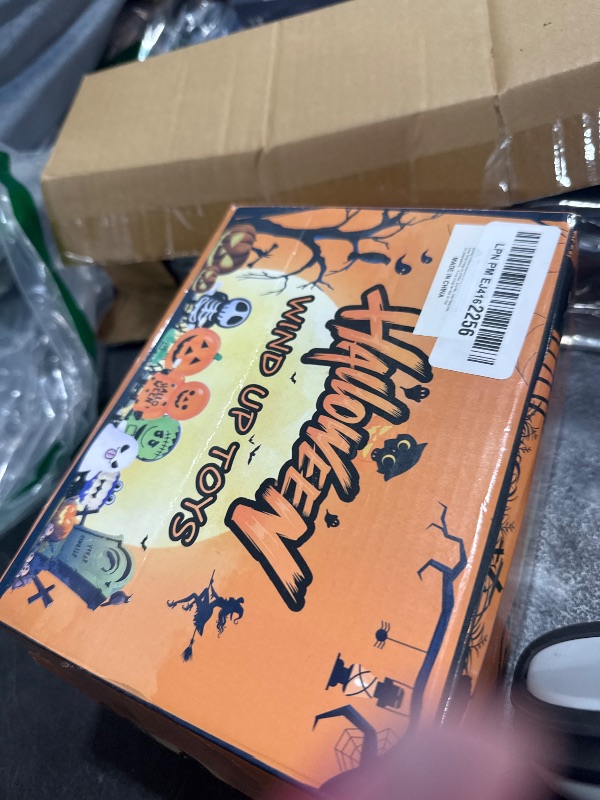 HALLOWEEN
WIND UP TOYS
MADE IN CHINA
LPN PM EJ4162256